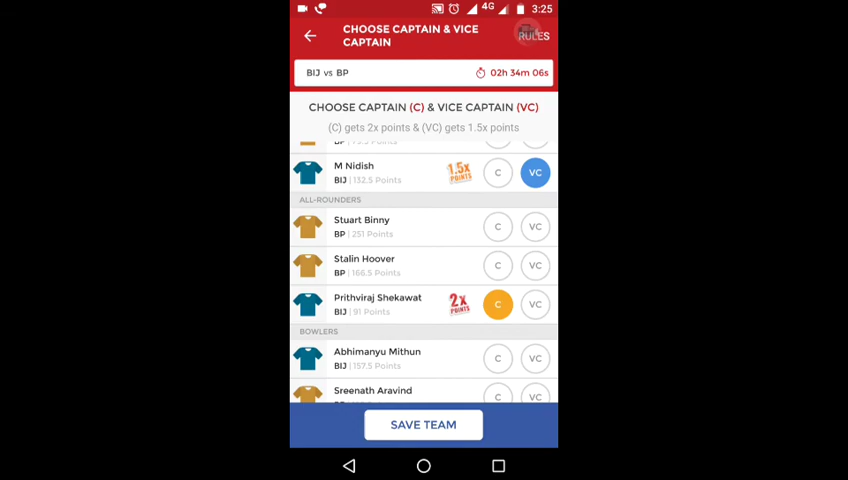 4G 3:25
CHOOSE CAPTAIN & VICE
CAPTAIN
RULES
BIJ vs BP 02h 34m 06s
CHOOSE CAPTAIN (C) & VICE CAPTAIN (VC)
(C) gets 2x points & (VC) gets 1.5x points
M Nidish
BIJ | 132.5 Points
1.5x
POINTS
C VC
ALL-ROUNDERS
Stuart Binny
BP | 251 Points
C VC
Stalin Hoover
BP | 166.5 Points
C VC
Prithviraj Shekawat
BIJ | 91 Points
2x
POINTS
C VC
BOWLERS
Abhimanyu Mithun
BIJ | 157.5 Points
C VC
Sreenath Aravind
C VC
SAVE TEAM